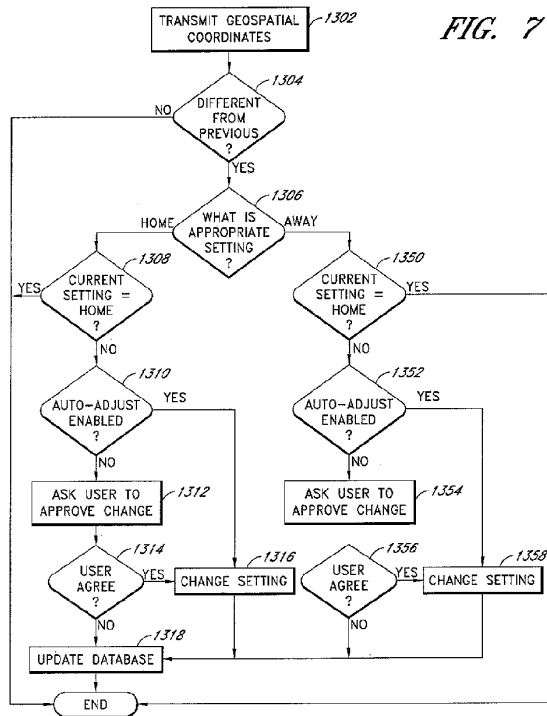 TRANSMIT GEOSPATIAL
COORDINATES
1302
FIG. 7
1304
DIFFERENT
FROM
PREVIOUS
?
NO
YES
1306
WHAT IS
APPROPRIATE
SETTING
?
HOME
AWAY
1308
CURRENT
SETTING =
HOME
?
YES
NO
1350
CURRENT
SETTING =
HOME
?
YES
NO
1310
AUTO-ADJUST
ENABLED
?
YES
NO
1352
AUTO-ADJUST
ENABLED
?
YES
NO
1312
ASK USER TO
APPROVE CHANGE
1354
ASK USER TO
APPROVE CHANGE
1314
USER
AGREE
?
YES
NO
1316
CHANGE SETTING
1356
USER
AGREE
?
YES
NO
1358
CHANGE SETTING
1318
UPDATE DATABASE
END